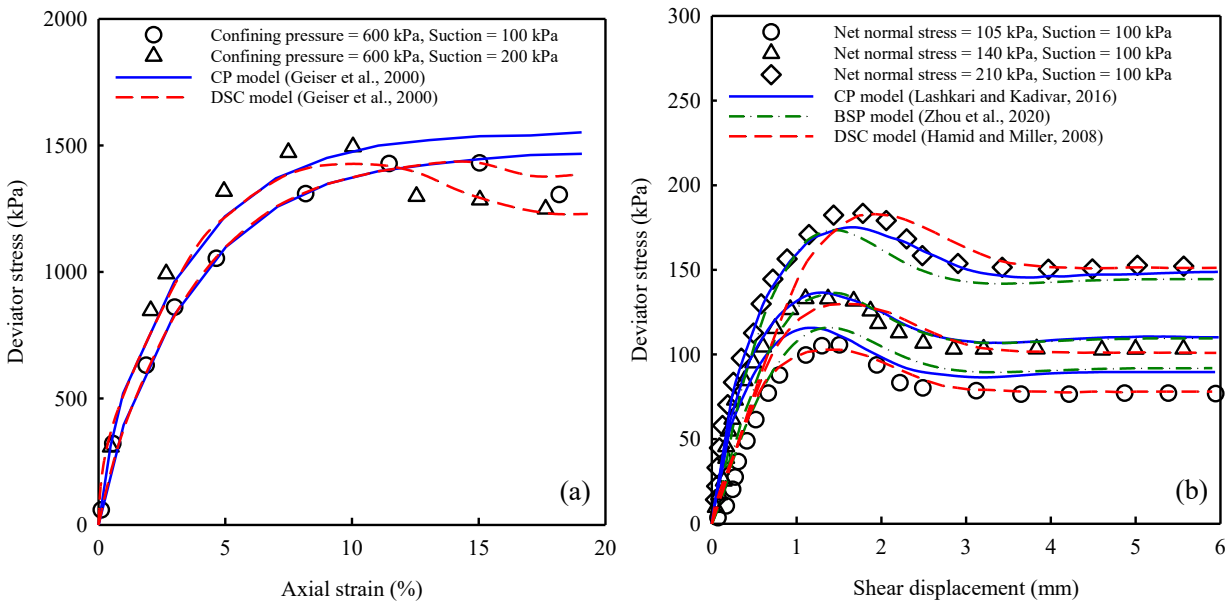 2000
1500
1000
500
0
Deviator stress (kPa)
Confining pressure = 600 kPa, Suction = 100 kPa
Confining pressure = 600 kPa, Suction = 200 kPa
CP model (Geiser et al., 2000)
DSC model (Geiser et al., 2000)
(a)
0 5 10 15 20
Axial strain (%)
300
250
200
150
100
50
0
Deviator stress (kPa)
Net normal stress = 105 kPa, Suction = 100 kPa
Net normal stress = 140 kPa, Suction = 100 kPa
Net normal stress = 210 kPa, Suction = 100 kPa
CP model (Lashkari and Kadivar, 2016)
BSP model (Zhou et al., 2020)
DSC model (Hamid and Miller, 2008)
(b)
0 1 2 3 4 5 6
Shear displacement (mm)